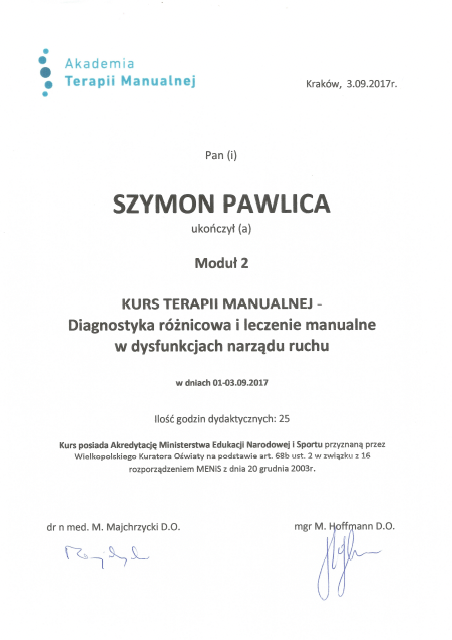 Akademia
Terapii Manualnej
Kraków, 3.09.2017r.
Pan (i)
SZYMON PAWLICA
ukończył (a)
Moduł 2
KURS TERAPII MANUALNEJ -
Diagnostyka różnicowa i leczenie manualne
w dysfunkcjach narządu ruchu
w dniach 01-03.09.2017
Ilość godzin dydaktycznych: 25
Kurs posiada Akredytację Ministerstwa Edukacji Narodowej i Sportu przyznaną przez
Wielkopolskiego Kuratora Oświaty na podstawie art. 68b ust. 2 w związku z 16
rozporządzeniem MENiS z dnia 20 grudnia 2003r.
dr n med. M. Majchrzycki D.O.
mgr M. Hoffmann D.O.